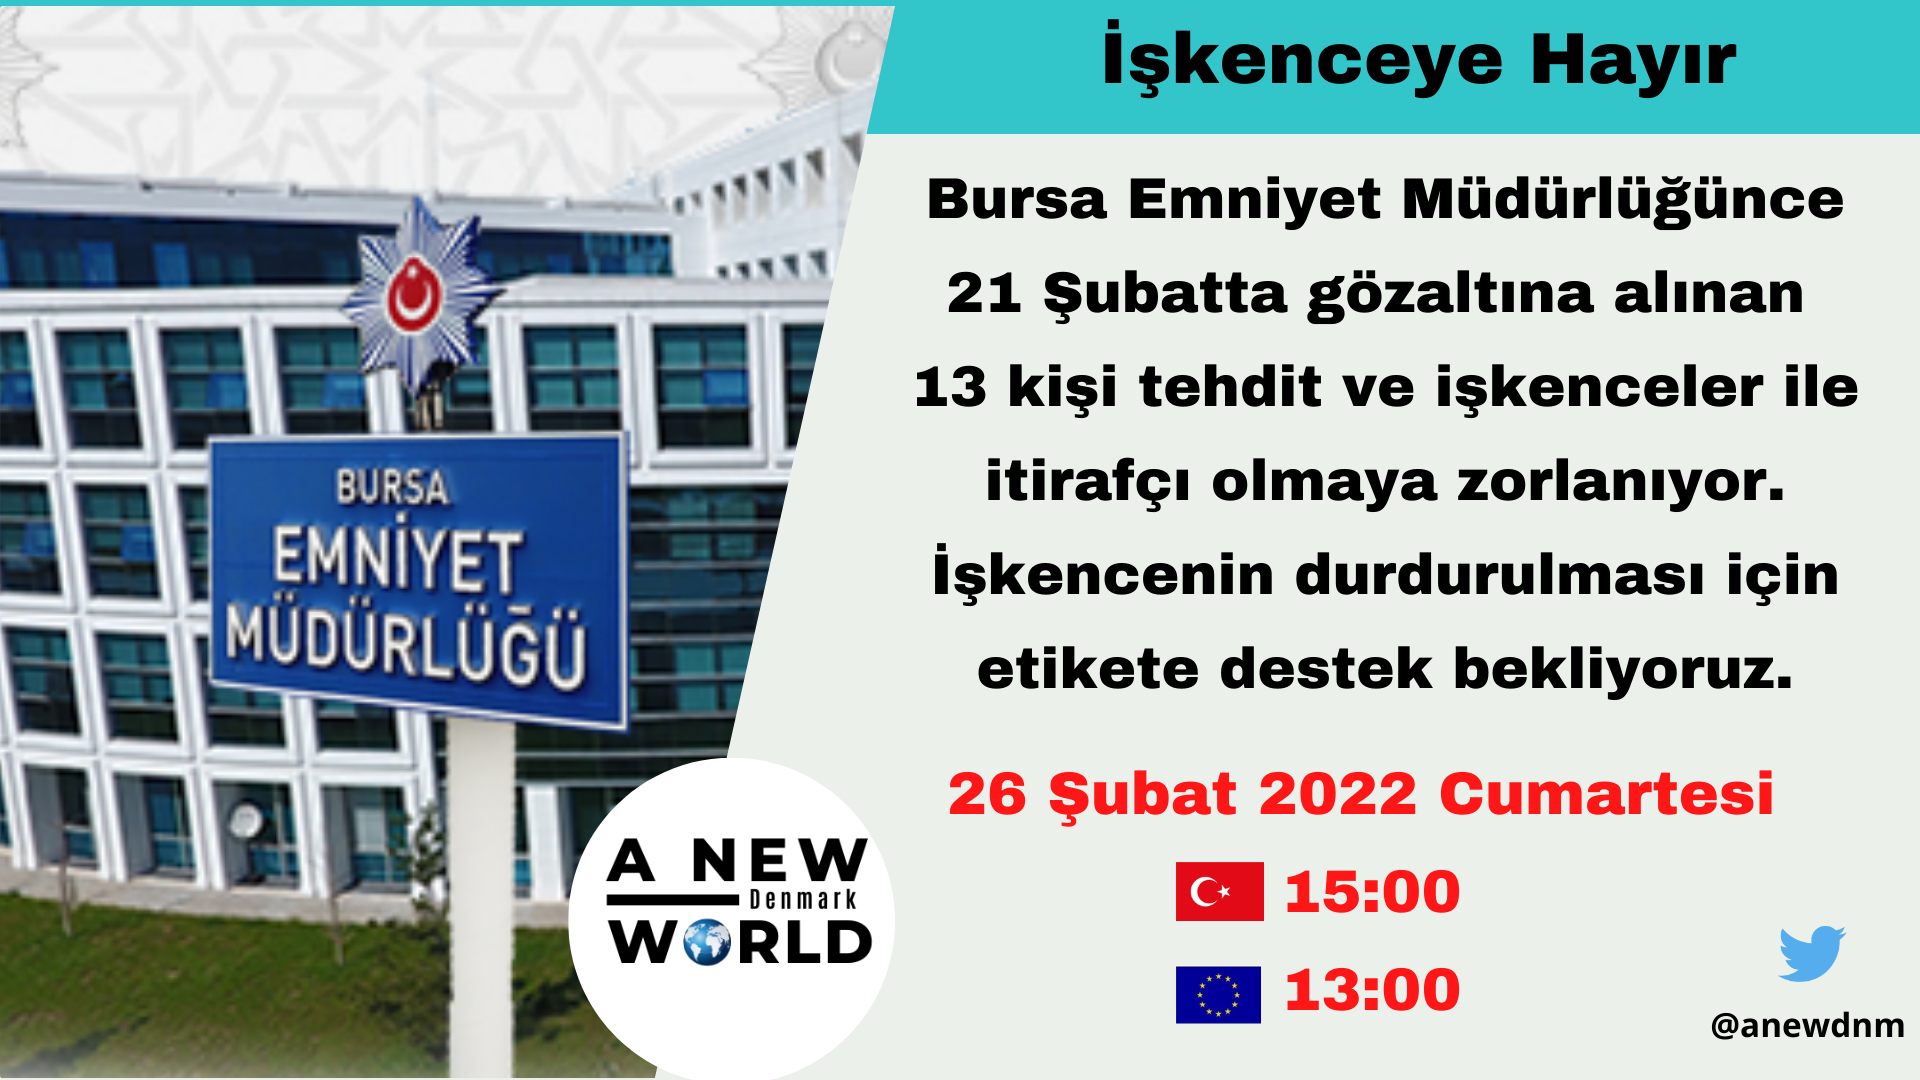 İşkenceye Hayır
Bursa Emniyet Müdürlüğünce
21 Şubatta gözaltına alınan
13 kişi tehdit ve işkenceler ile
itirafçı olmaya zorlanıyor.
İşkencenin durdurulması için
etikete destek bekliyoruz.
26 Şubat 2022 Cumartesi
15:00
13:00
@anewdnm
BURSA
EMNİYET
MÜDÜRLÜĞÜ
A NEW
Denmark
WORLD